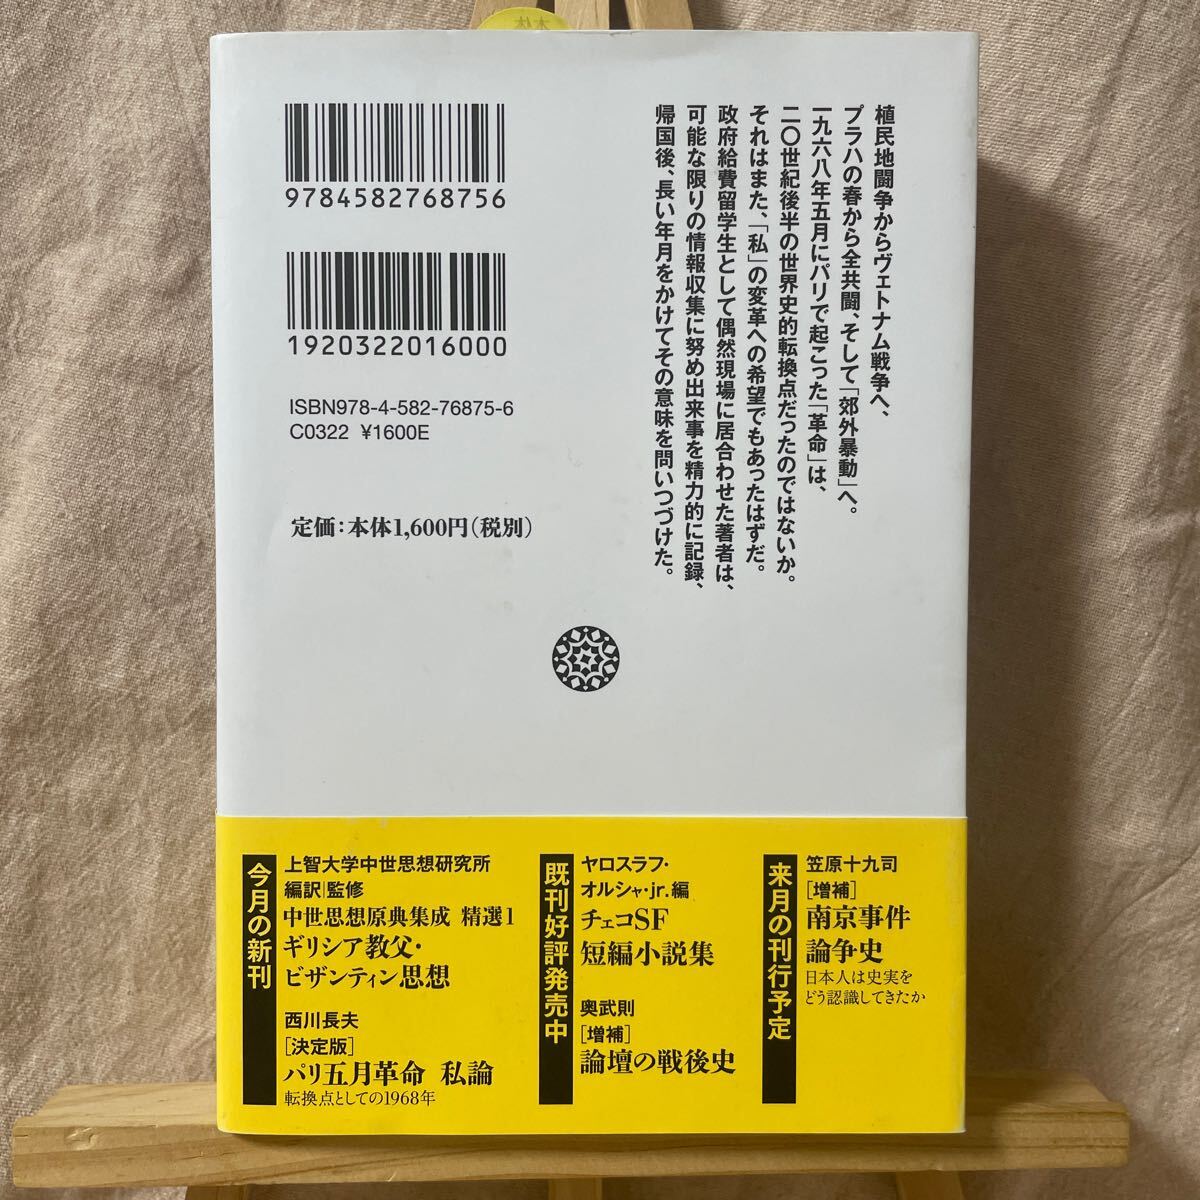 本体
植民地闘争からヴェトナム戦争へ、
プラハの春から全共闘、そして「郊外暴動」へ。
一九六八年五月にパリで起こった「革命」は、
二〇世紀後半の世界史的転換点だったのではないか。
それはまた、「私」の変革への希望でもあったはずだ。
政府給費留学生として偶然現場に居合わせた著者は、
可能な限りの情報収集に努め出来事を精力的に記録、
帰国後、長い年月をかけてその意味を問いつづけた。
9784582768756
1920322016000
ISBN978-4-582-76875-6
C0322 ¥1600E
定価：本体1,600円（税別）
今月の新刊
上智大学中世思想研究所
編訳｜監修
中世思想原典集成 精選1
ギリシア教父・
ビザンティン思想
西川長夫
［決定版］
パリ五月革命 私論
転換点としての1968年
既刊好評発売中
ヤロスラフ・
オルシャ・jr.編
チェコSF
短編小説集
奥武則
［増補］
論壇の戦後史
来月の刊行予定
笠原十九司
［増補］
南京事件
論争史
日本人は史実を
どう認識してきたか